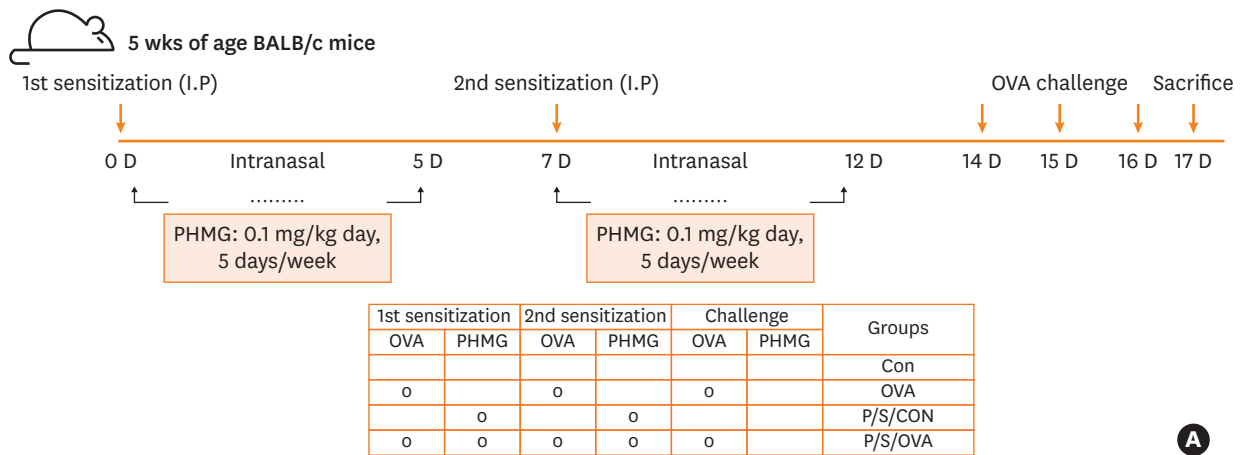 5 wks of age BALB/c mice
1st sensitization (I.P) 2nd sensitization (I.P) OVA challenge Sacrifice
0 D Intranasal 5 D 7 D Intranasal 12 D 14 D 15 D 16 D 17 D
......... .........
PHMG: 0.1 mg/kg day, PHMG: 0.1 mg/kg day,
5 days/week 5 days/week
1st sensitization 2nd sensitization Challenge Groups
OVA PHMG OVA PHMG OVA PHMG
Con
o o o OVA
o o P/S/CON
o o o o o P/S/OVA
A